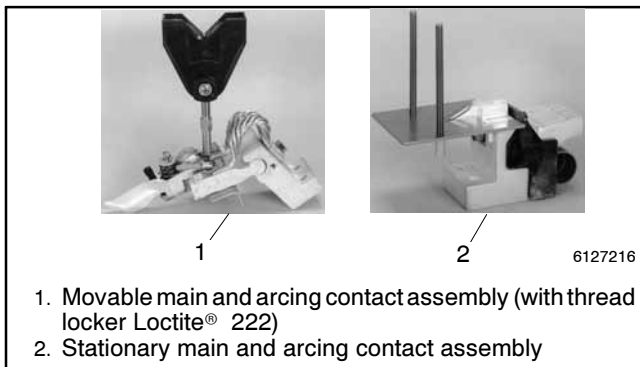 1
2
6127216
1. Movable main and arcing contact assembly (with thread
locker Loctite® 222)
2. Stationary main and arcing contact assembly